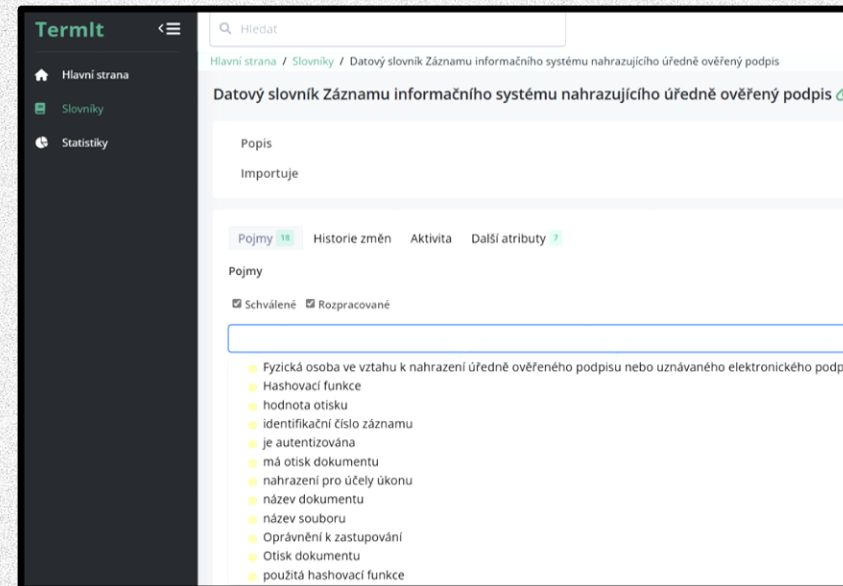 TermIt
Hledat
Hlavní strana / Slovníky / Datový slovník Záznamu informačního systému nahrazujícího úředně ověřený podpis
Hlavní strana
Slovníky
Statistiky
Datový slovník Záznamu informačního systému nahrazujícího úředně ověřený podpis
Popis
Importuje
Pojmy 18 Historie změn Aktivita Další atributy 7
Pojmy
Schválené Rozpracované
Fyzická osoba ve vztahu k nahrazení úředně ověřeného podpisu nebo uznávaného elektronického podp
Hashovací funkce
hodnota otisku
identifikační číslo záznamu
je autentizována
má otisk dokumentu
nahrazení pro účely úkonu
název dokumentu
název souboru
Oprávnění k zastupování
Otisk dokumentu
použitá hashovací funkce